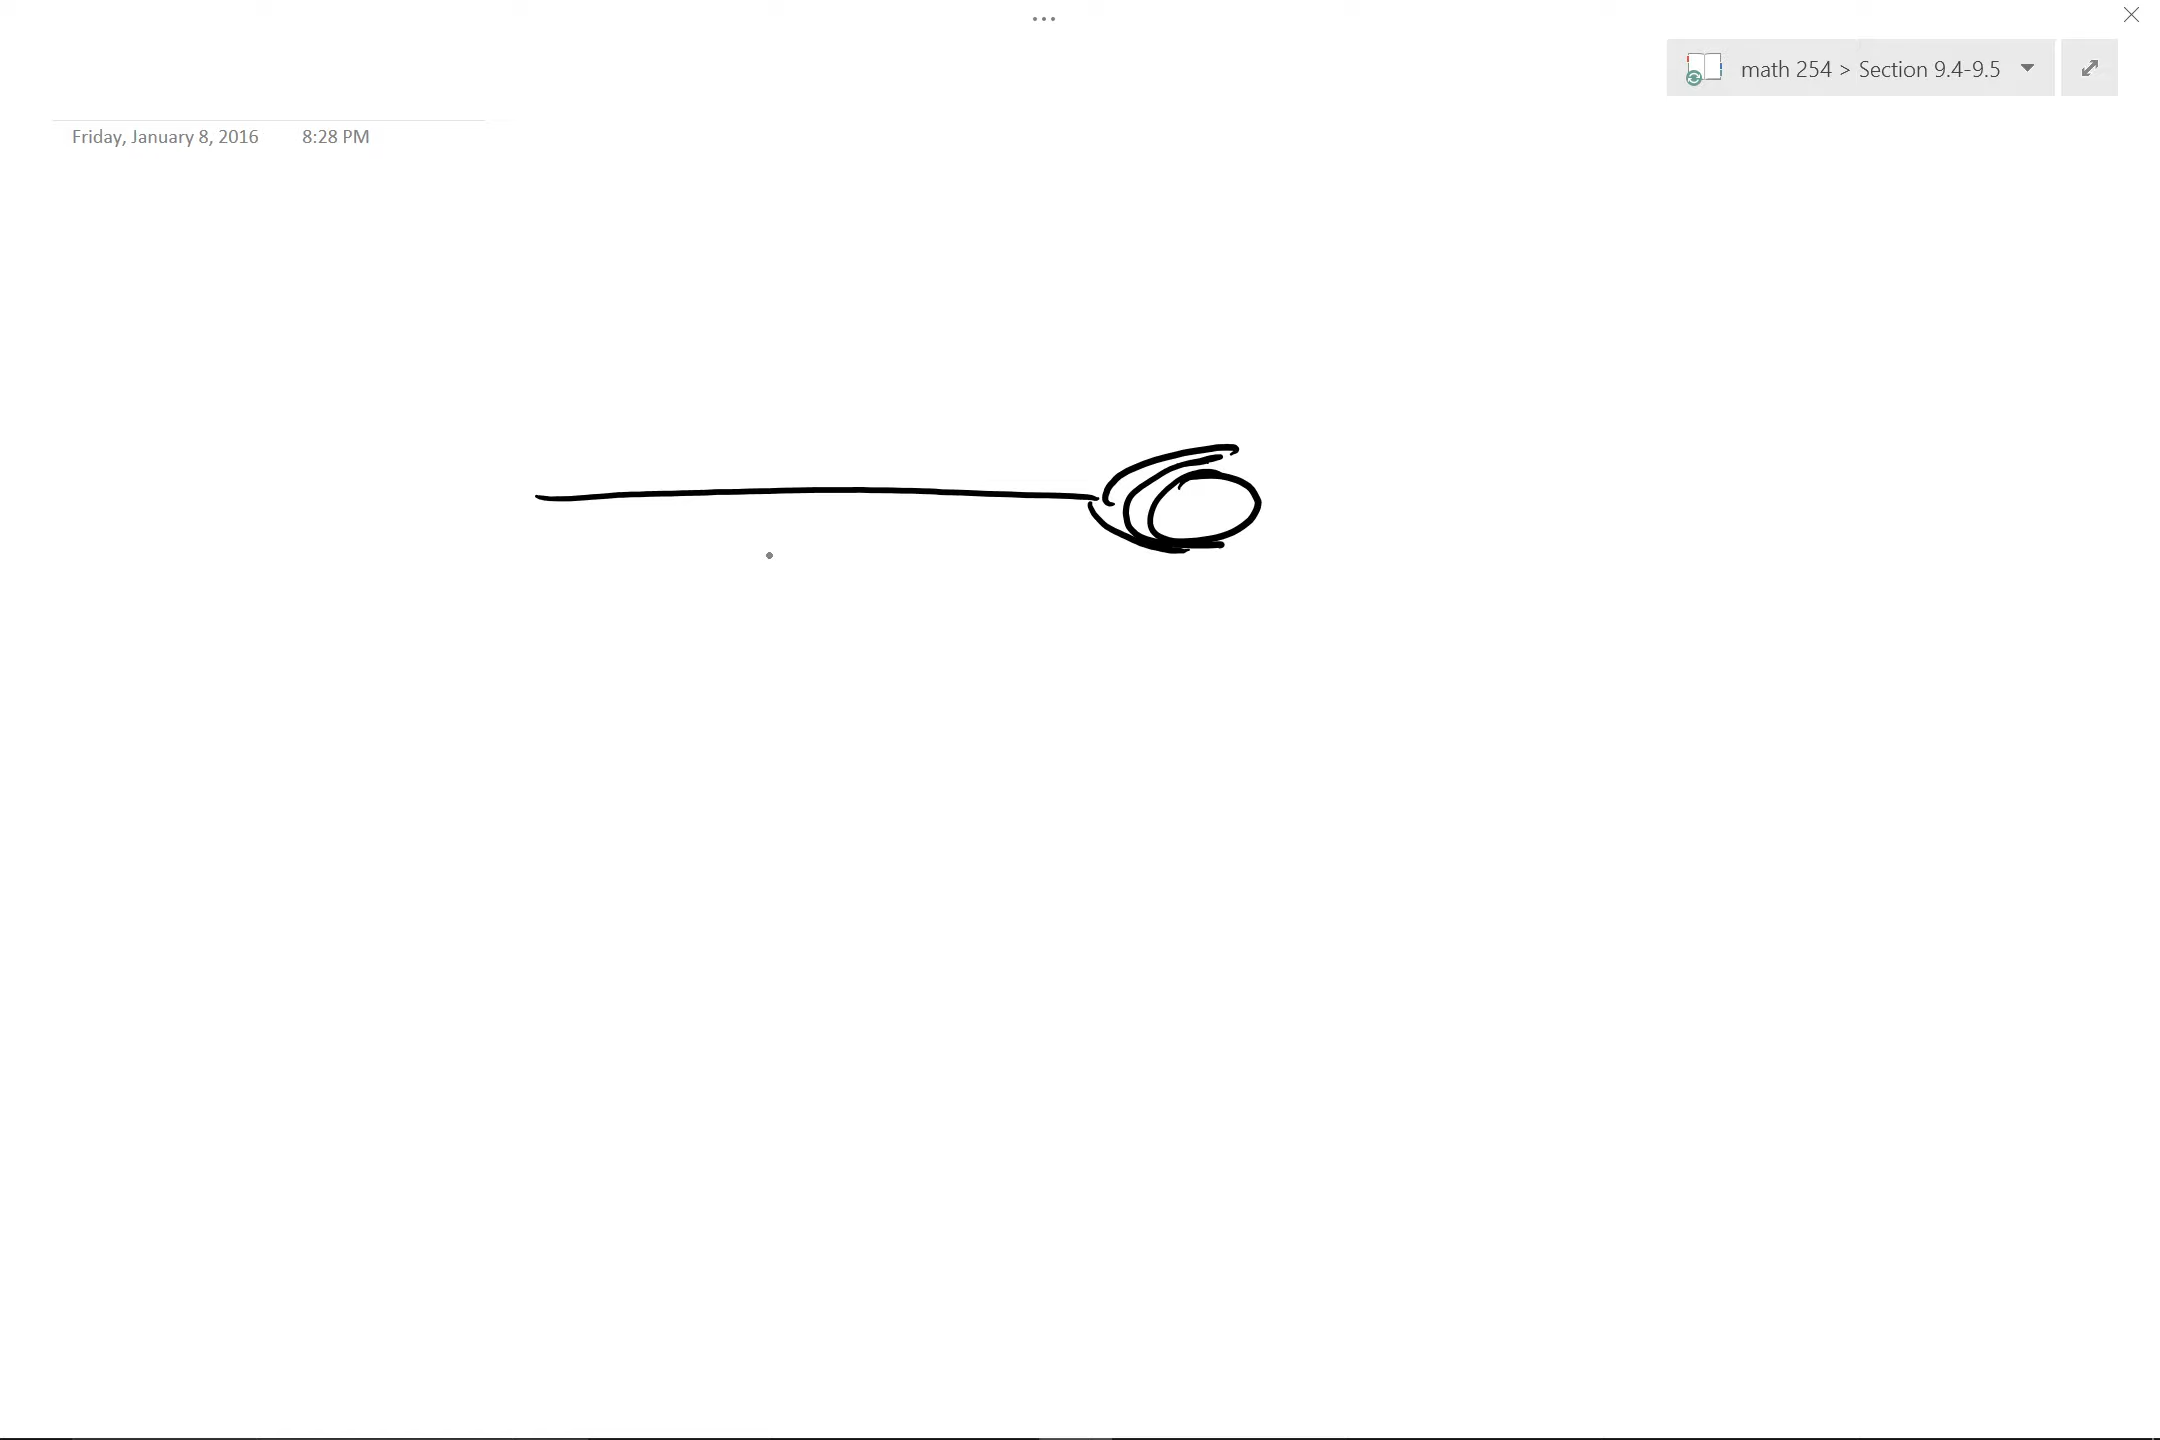 math 254 > Section 9.4-9.5
Friday, January 8, 2016 8:28 PM